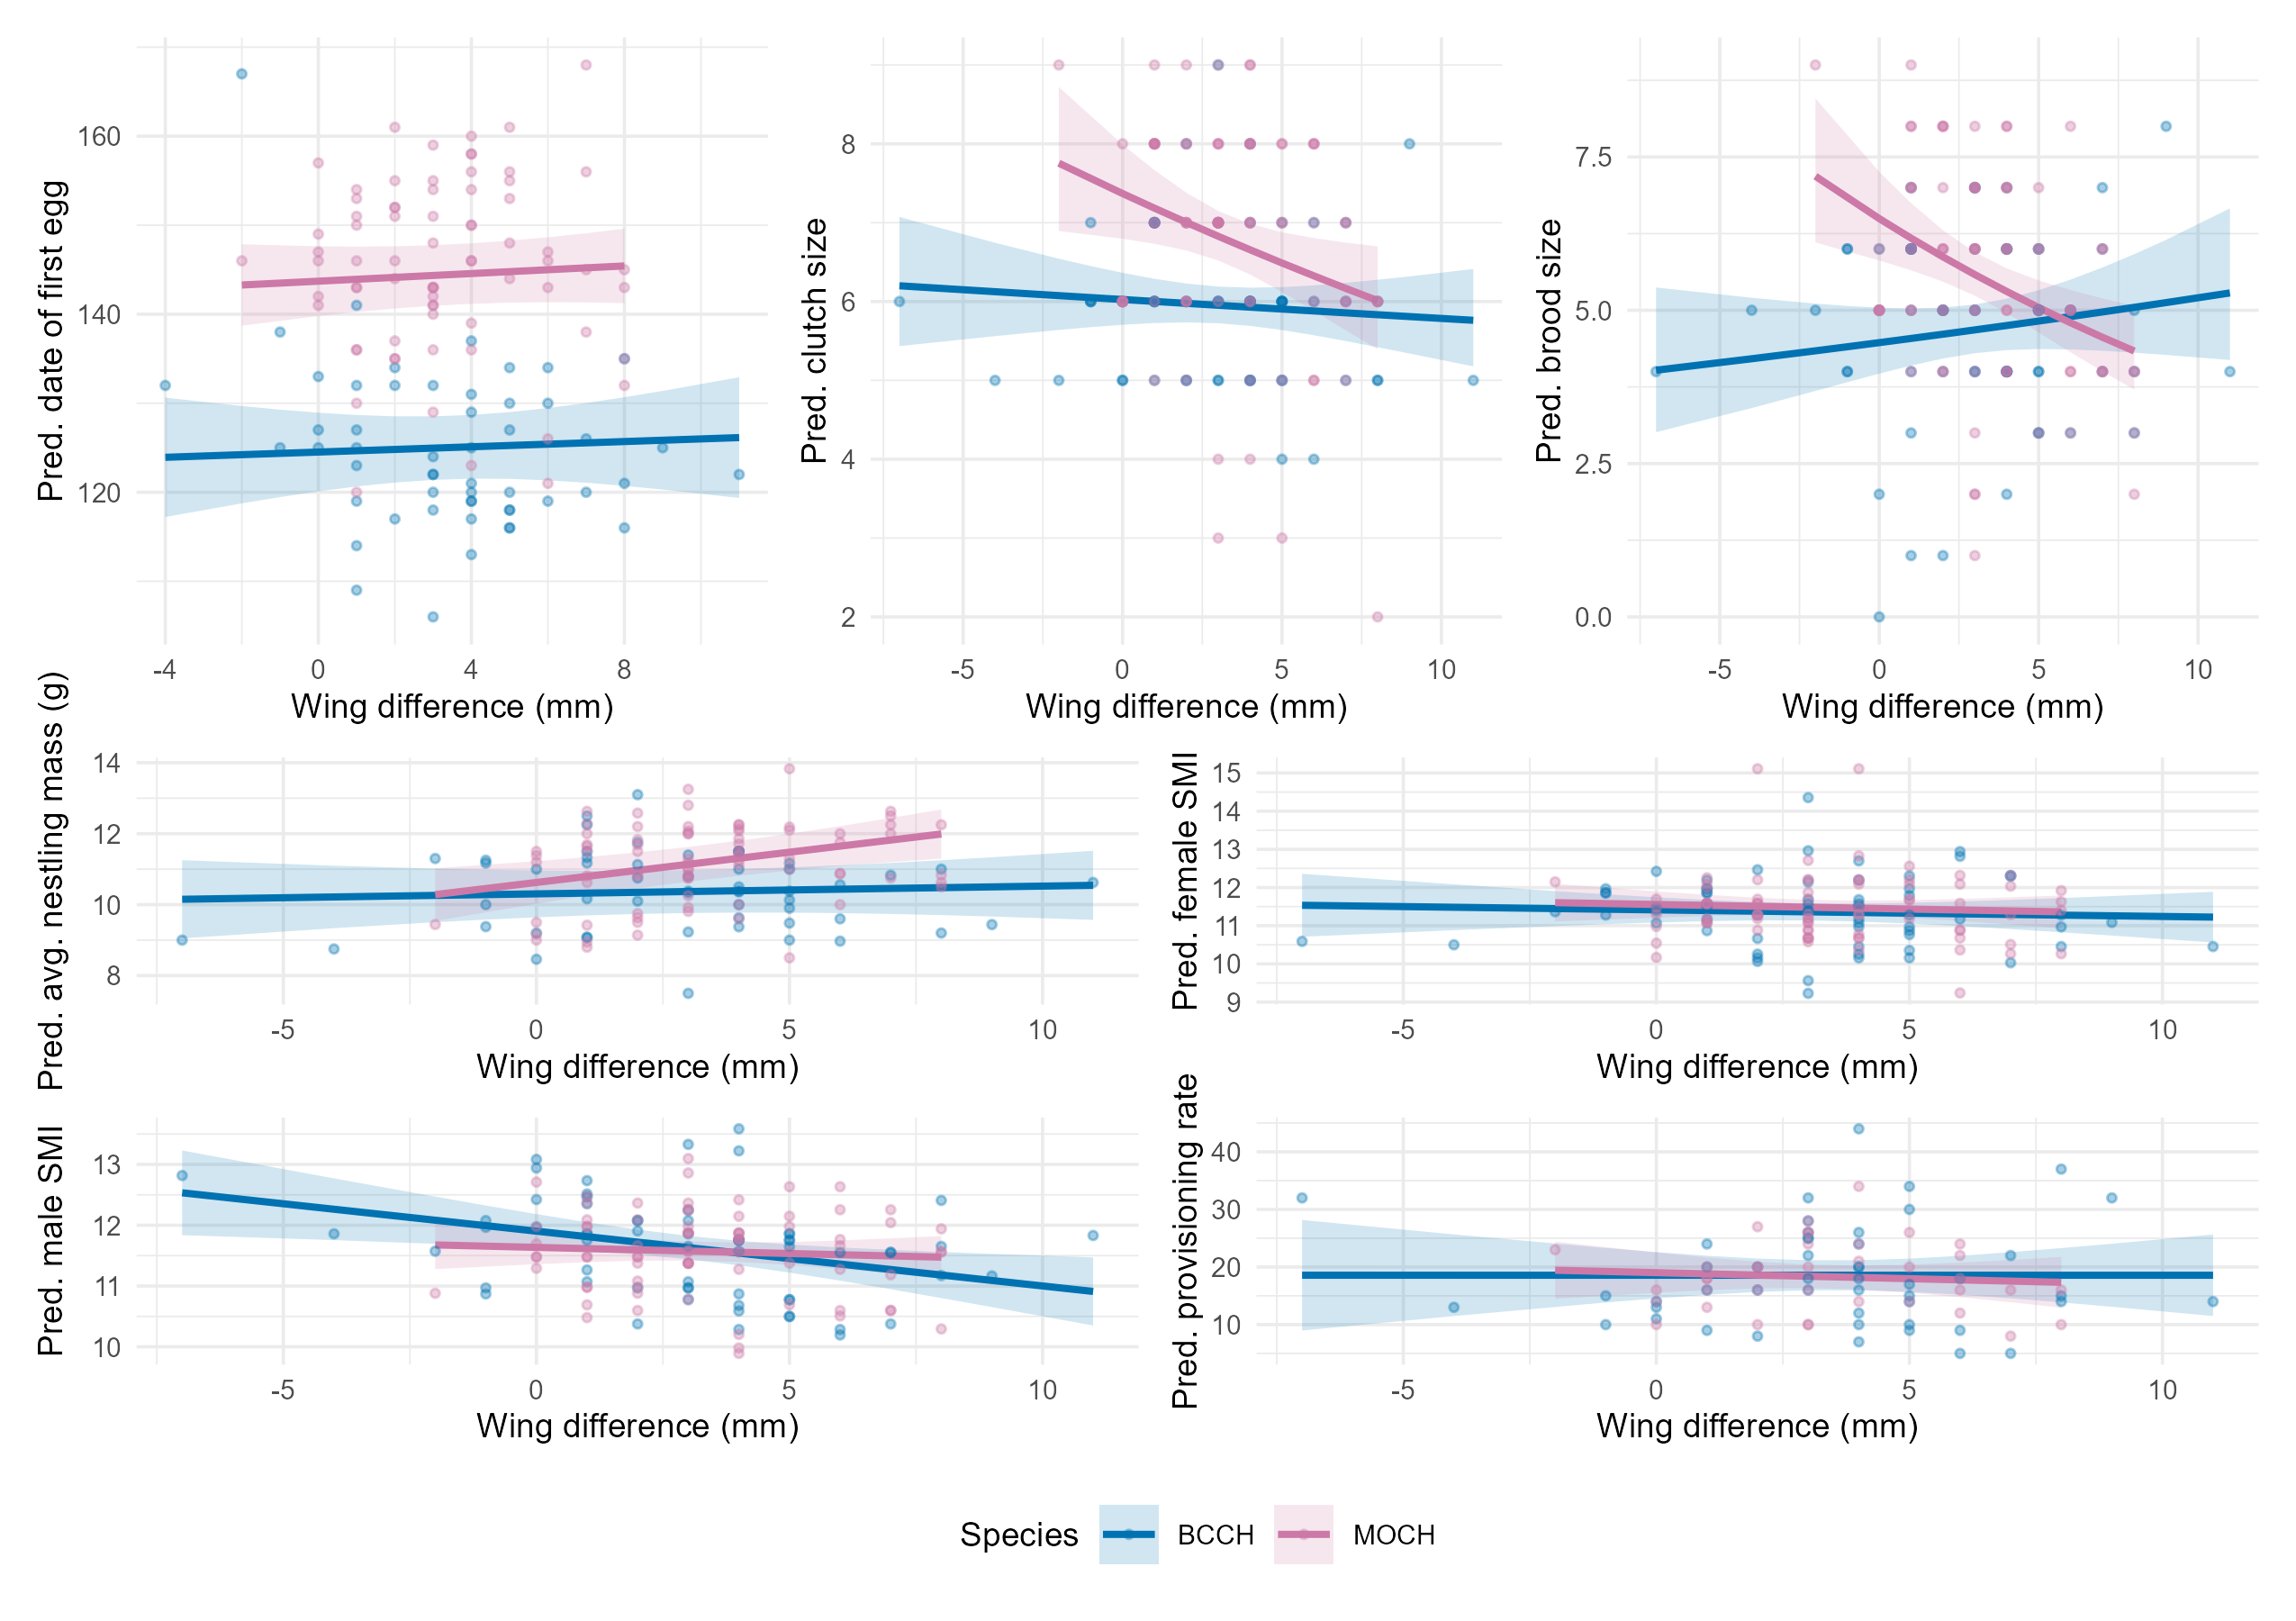 Pred. date of first egg
160
140
120
-4 0 4 8
Wing difference (mm)
Pred. clutch size
8
6
4
2
-5 0 5 10
Wing difference (mm)
Pred. brood size
7.5
5.0
2.5
0.0
-5 0 5 10
Wing difference (mm)
Pred. avg. nestling mass (g)
14
12
10
8
-5 0 5 10
Wing difference (mm)
Pred. female SMI
15
14
13
12
11
10
9
-5 0 5 10
Wing difference (mm)
Pred. male SMI
13
12
11
10
-5 0 5 10
Wing difference (mm)
Pred. provisioning rate
40
30
20
10
-5 0 5 10
Wing difference (mm)
Species BCCH MOCH